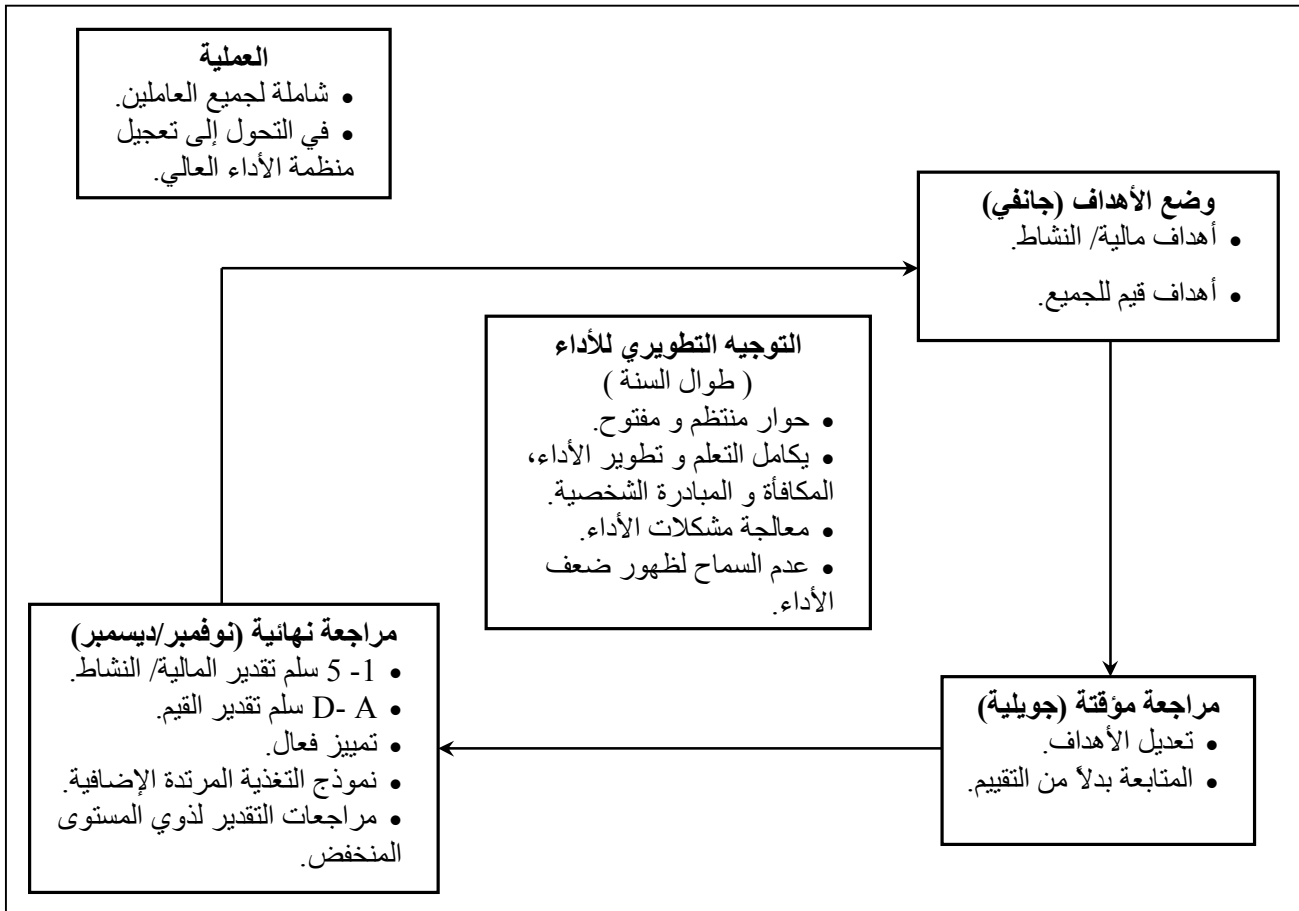 العملية
• شاملة لجميع العاملين.
• في التحول إلى تعجيل
منظمة الأداء العالي.
وضع الأهداف (جانفي)
• أهداف مالية/ النشاط.
• أهداف قيم للجميع.
التوجيه التطويري للأداء
( طوال السنة )
• حوار منتظم و مفتوح.
• يكامل التعلم و تطوير الأداء،
المكافأة و المبادرة الشخصية.
• معالجة مشكلات الأداء.
• عدم السماح لظهور ضعف
الأداء.
مراجعة مؤقتة (جويلية)
• تعديل الأهداف.
• المتابعة بدلاً من التقييم.
مراجعة نهائية (نوفمبر/ديسمبر)
• 1- 5 سلم تقدير المالية/ النشاط.
• D- A سلم تقدير القيم.
• تمييز فعال.
• نموذج التغذية المرتدة الإضافية.
• مراجعات التقدير لذوي المستوى
المنخفض.